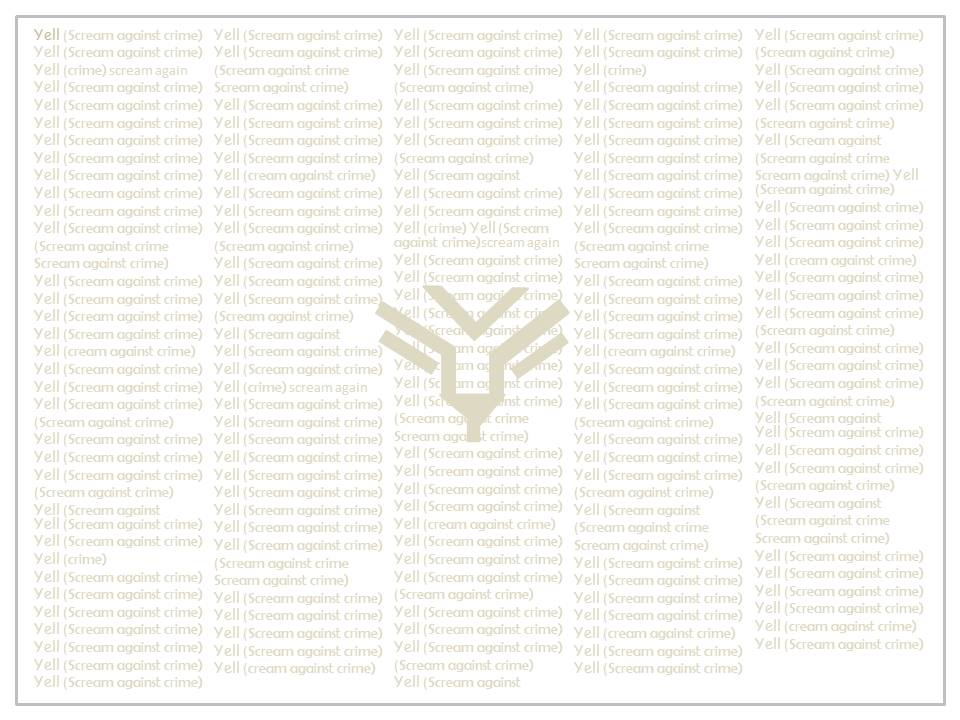 Yell (Scream against crime)
Yell (Scream against crime)
Yell (crime) scream again
Yell (Scream against crime)
Yell (Scream against crime)
Yell (Scream against crime)
Yell (Scream against crime)
Yell (Scream against crime)
Yell (Scream against crime)
Yell (Scream against crime)
Yell (Scream against crime)
Yell (Scream against crime)
(Scream against crime
Scream against crime)
Yell (Scream against crime)
Yell (Scream against crime)
Yell (Scream against crime)
Yell (Scream against crime)
Yell (cream against crime)
Yell (Scream against crime)
Yell (Scream against crime)
Yell (Scream against crime)
(Scream against crime)
Yell (Scream against crime)
Yell (Scream against crime)
Yell (Scream against crime)
(Scream against crime)
Yell (Scream against
Yell (Scream against crime)
Yell (Scream against crime)
Yell (crime)
Yell (Scream against crime)
Yell (Scream against crime)
Yell (Scream against crime)
Yell (Scream against crime)
Yell (Scream against crime)
Yell (Scream against crime)
Yell (Scream against crime)
Yell (Scream against crime)
Yell (Scream against crime)
(Scream against crime
Scream against crime)
Yell (Scream against crime)
Yell (Scream against crime)
Yell (Scream against crime)
Yell (Scream against crime)
Yell (cream against crime)
Yell (Scream against crime)
Yell (Scream against crime)
Yell (Scream against crime)
(Scream against crime)
Yell (Scream against crime)
Yell (Scream against crime)
Yell (Scream against crime)
(Scream against crime)
Yell (Scream against
Yell (Scream against crime)
Yell (Scream against crime)
Yell (crime) scream again
Yell (Scream against crime)
Yell (Scream against crime)
Yell (Scream against crime)
Yell (Scream against crime)
Yell (Scream against crime)
Yell (Scream against crime)
Yell (Scream against crime)
Yell (Scream against crime)
Yell (Scream against crime)
(Scream against crime
Scream against crime)
Yell (Scream against crime)
Yell (Scream against crime)
Yell (Scream against crime)
Yell (Scream against crime)
Yell (cream against crime)
Yell (Scream against crime)
Yell (Scream against crime)
Yell (Scream against crime)
(Scream against crime)
Yell (Scream against crime)
Yell (Scream against crime)
Yell (Scream against crime)
(Scream against crime)
Yell (Scream against
Yell (Scream against crime)
Yell (Scream against crime)
Yell (crime) Yell (Scream
against crime)scream again
Yell (Scream against crime)
Yell (Scream against crime)
Yell (Scream against crime)
Yell (Scream against crime)
Yell (Scream against crime)
Yell (Scream against crime)
Yell (Scream against crime)
Yell (Scream against crime)
Yell (Scream against crime)
(Scream against crime
Scream against crime)
Yell (Scream against crime)
Yell (Scream against crime)
Yell (Scream against crime)
Yell (Scream against crime)
Yell (cream against crime)
Yell (Scream against crime)
Yell (Scream against crime)
Yell (Scream against crime)
(Scream against crime)
Yell (Scream against crime)
Yell (Scream against crime)
Yell (Scream against crime)
(Scream against crime)
Yell (Scream against
Yell (Scream against crime)
Yell (Scream against crime)
Yell (crime)
Yell (Scream against crime)
Yell (Scream against crime)
Yell (Scream against crime)
Yell (Scream against crime)
Yell (Scream against crime)
Yell (Scream against crime)
Yell (Scream against crime)
Yell (Scream against crime)
Yell (Scream against crime)
(Scream against crime
Scream against crime)
Yell (Scream against crime)
Yell (Scream against crime)
Yell (Scream against crime)
Yell (Scream against crime)
Yell (cream against crime)
Yell (Scream against crime)
Yell (Scream against crime)
Yell (Scream against crime)
(Scream against crime)
Yell (Scream against crime)
Yell (Scream against crime)
Yell (Scream against crime)
(Scream against crime)
Yell (Scream against
(Scream against crime
Scream against crime)
Yell (Scream against crime)
Yell (Scream against crime)
Yell (Scream against crime)
Yell (Scream against crime)
Yell (cream against crime)
Yell (Scream against crime)
Yell (Scream against crime)
Yell (Scream against crime)
(Scream against crime)
Yell (Scream against crime)
Yell (Scream against crime)
Yell (Scream against crime)
(Scream against crime)
Yell (Scream against
(Scream against crime
Scream against crime) Yell
(Scream against crime)
Yell (Scream against crime)
Yell (Scream against crime)
Yell (Scream against crime)
Yell (cream against crime)
Yell (Scream against crime)
Yell (Scream against crime)
Yell (Scream against crime)
(Scream against crime)
Yell (Scream against crime)
Yell (Scream against crime)
Yell (Scream against crime)
(Scream against crime)
Yell (Scream against
Yell (Scream against crime)
Yell (Scream against crime)
Yell (Scream against crime)
(Scream against crime)
Yell (Scream against
(Scream against crime
Scream against crime)
Yell (Scream against crime)
Yell (Scream against crime)
Yell (Scream against crime)
Yell (Scream against crime)
Yell (cream against crime)
Yell (Scream against crime)